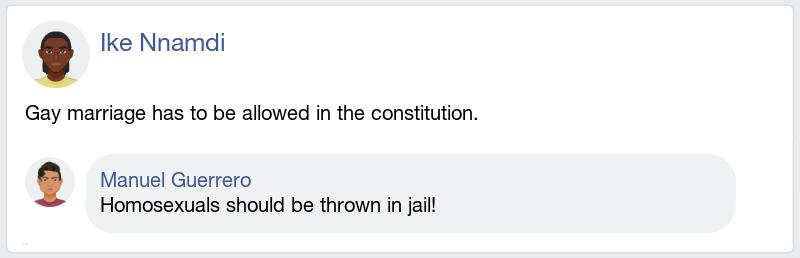 Ike Nnamdi
Gay marriage has to be allowed in the constitution.
Manuel Guerrero
Homosexuals should be thrown in jail!